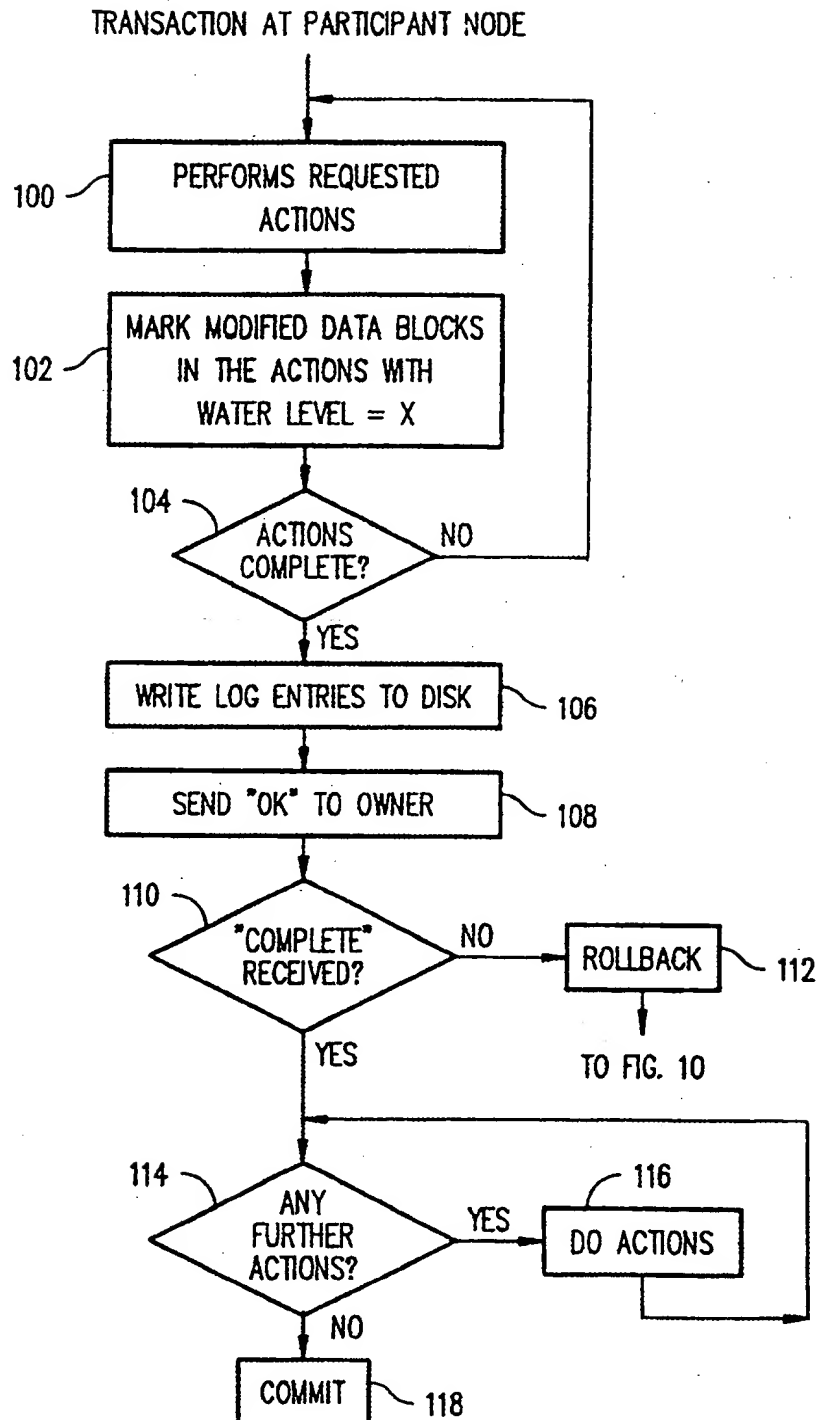 TRANSACTION AT PARTICIPANT NODE
100
PERFORMS REQUESTED
ACTIONS
102
MARK MODIFIED DATA BLOCKS
IN THE ACTIONS WITH
WATER LEVEL = X
104
ACTIONS
COMPLETE?
NO
YES
WRITE LOG ENTRIES TO DISK
106
SEND "OK" TO OWNER
108
110
"COMPLETE"
RECEIVED?
NO
ROLLBACK
112
YES
TO FIG. 10
114
ANY
FURTHER
ACTIONS?
YES
116
DO ACTIONS
NO
COMMIT
118